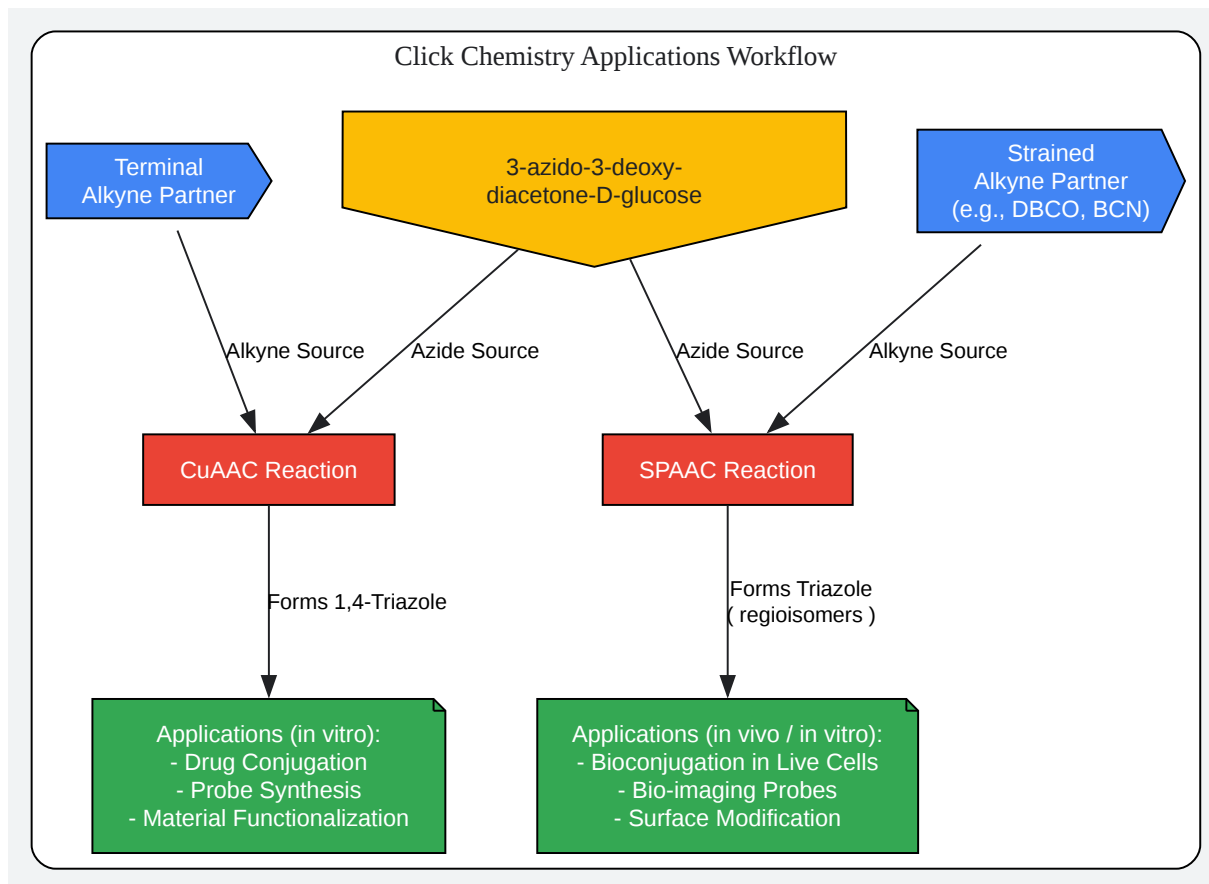 Click Chemistry Applications Workflow
Terminal
Alkyne Partner
3-azido-3-deoxy-
diacetone-D-glucose
Strained
Alkyne Partner
(e.g., DBCO, BCN)
Alkyne Source
Azide Source
Azide Source
Alkyne Source
CuAAC Reaction
SPAAC Reaction
Forms 1,4-Triazole
Forms Triazole
( regioisomers )
Applications (in vitro):
- Drug Conjugation
- Probe Synthesis
- Material Functionalization
Applications (in vivo / in vitro):
- Bioconjugation in Live Cells
- Bio-imaging Probes
- Surface Modification